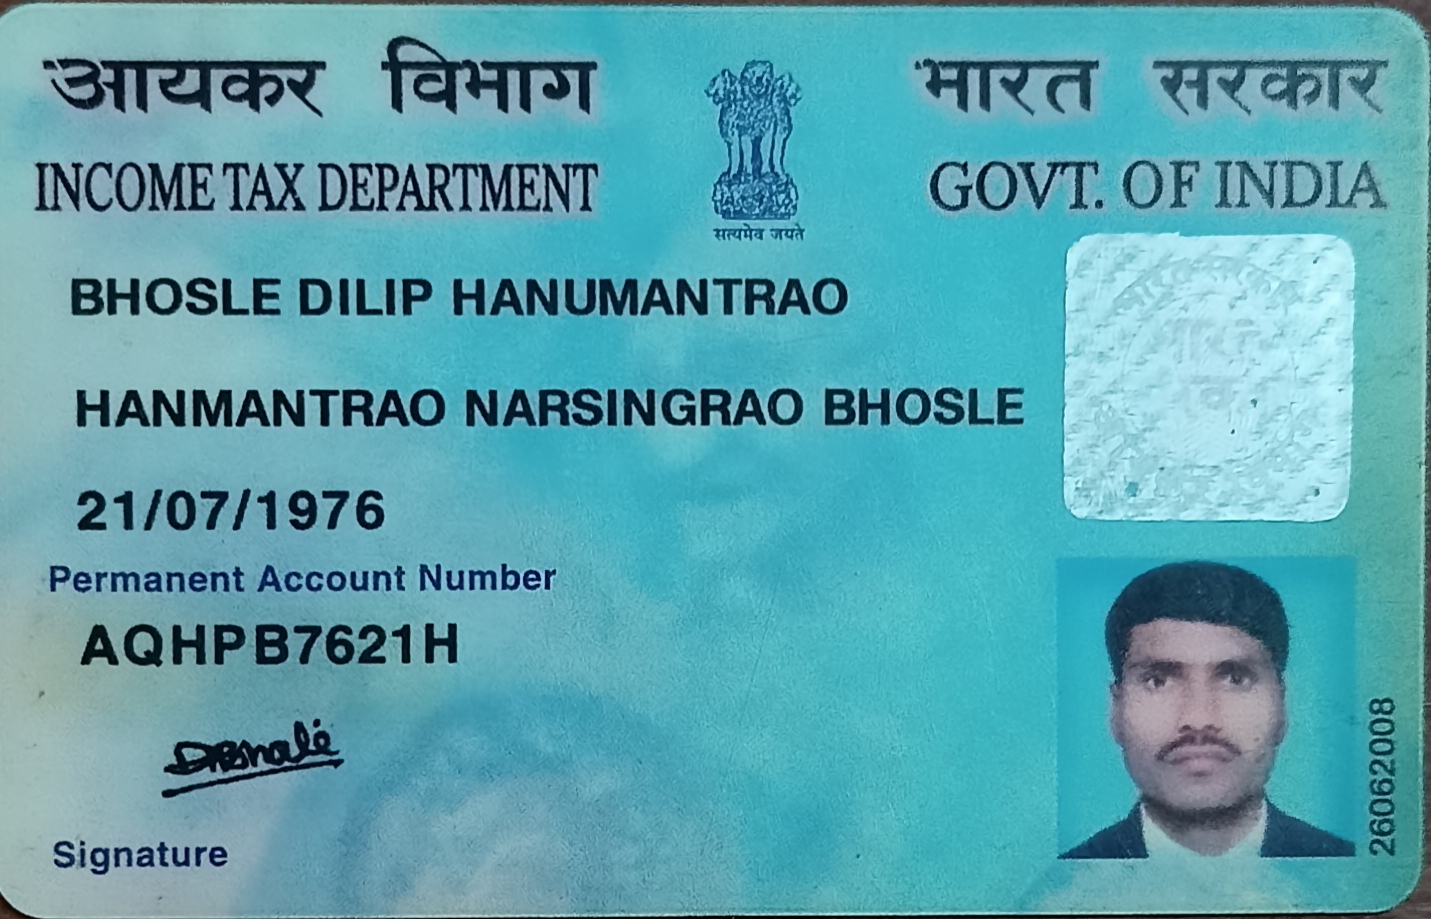 आयकर विभाग
INCOME TAX DEPARTMENT
सत्यमेव जयते
भारत सरकार
GOVT. OF INDIA
BHOSLE DILIP HANUMANTRAO
HANMANTRAO NARSINGRAO BHOSLE
21/07/1976
Permanent Account Number
AQHPB7621H
Signature
26062008